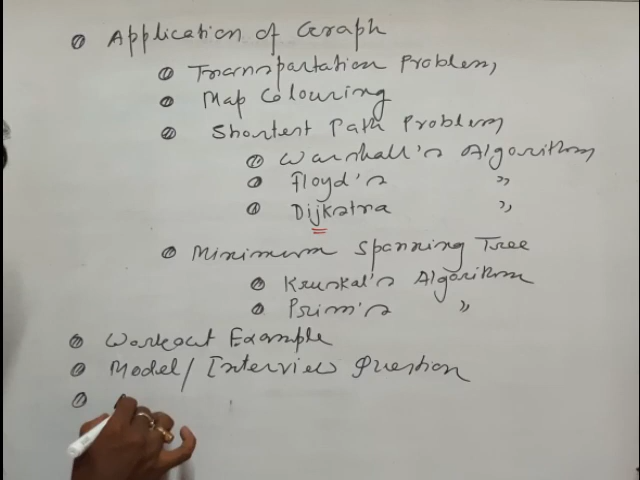 Application of Graph
Transportation Problem,
Map Colouring
Shortest Path Problem
Warshall's Algorithm
Floyd's "
Dijkstra "
Minimum Spanning Tree
Kruskal's Algorithm
Prim's "
Workout Example
Model/Interview Question